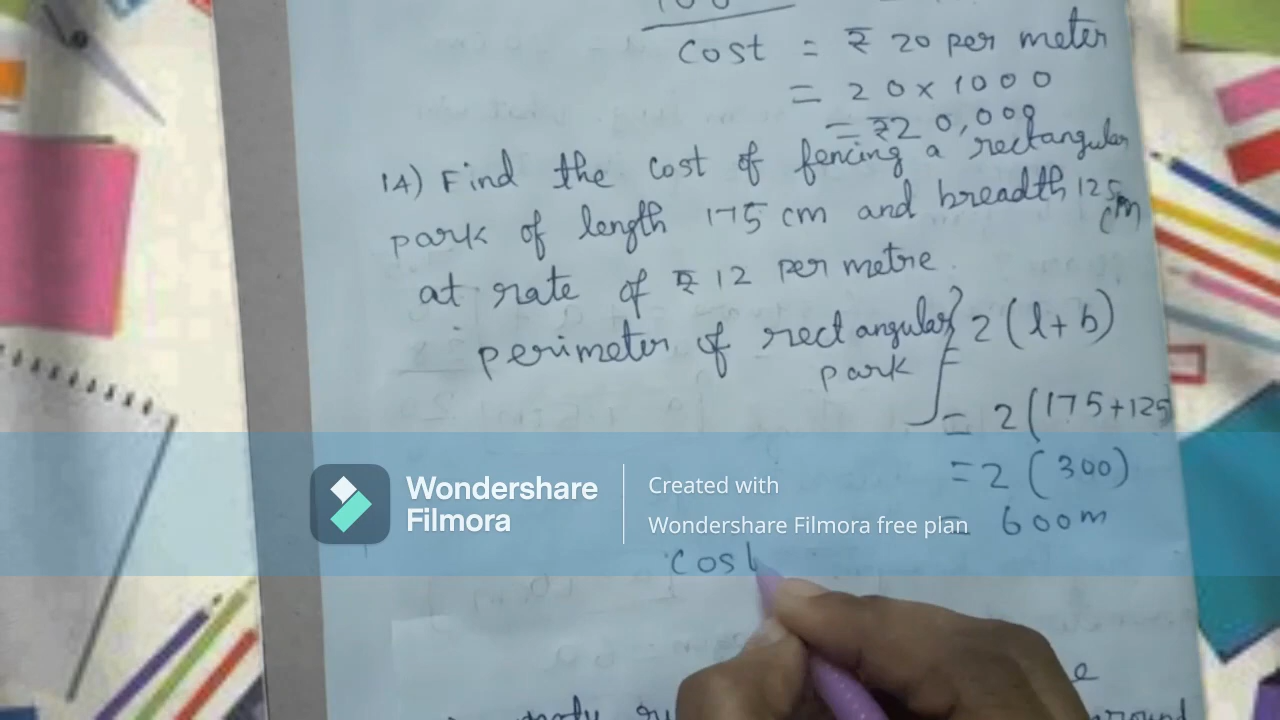 Cost = ₹ 20 per meter
= 20 x 1000
= ₹20,000
14) Find the cost of fencing a rectangular
park of length 175 cm and breadth 125 cm
at rate of ₹ 12 per metre.
perimeter of rectangular park = 2 (l+b)
= 2 (175+125
= 2 (300)
= 600m
Wondershare
Filmora
Created with
Wondershare Filmora free plan
Cost